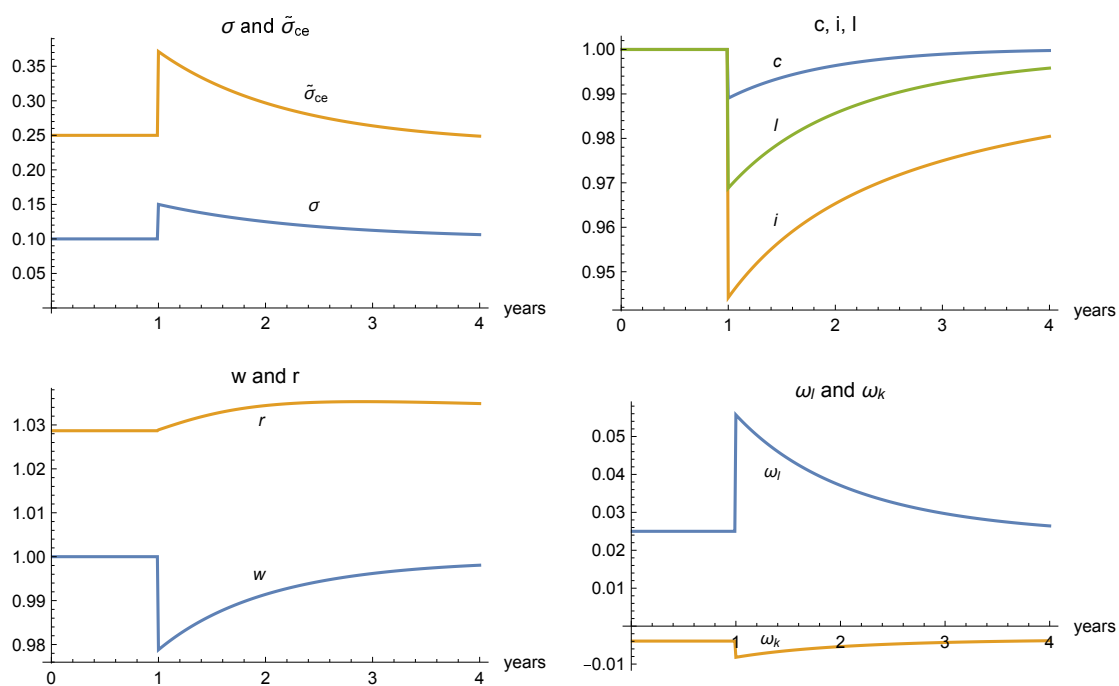 σ and σ̃ce
0.35
0.30
0.25
0.20
0.15
0.10
0.05
σ̃ce
σ
0 1 2 3 4 years
c, i, l
1.00
0.99
0.98
0.97
0.96
0.95
c
l
i
0 1 2 3 4 years
w and r
1.03
1.02
1.01
1.00
0.99
0.98
r
w
0 1 2 3 4 years
ωl and ωk
0.05
0.04
0.03
0.02
0.01
-0.01
ωl
ωk
1 2 3 4 years